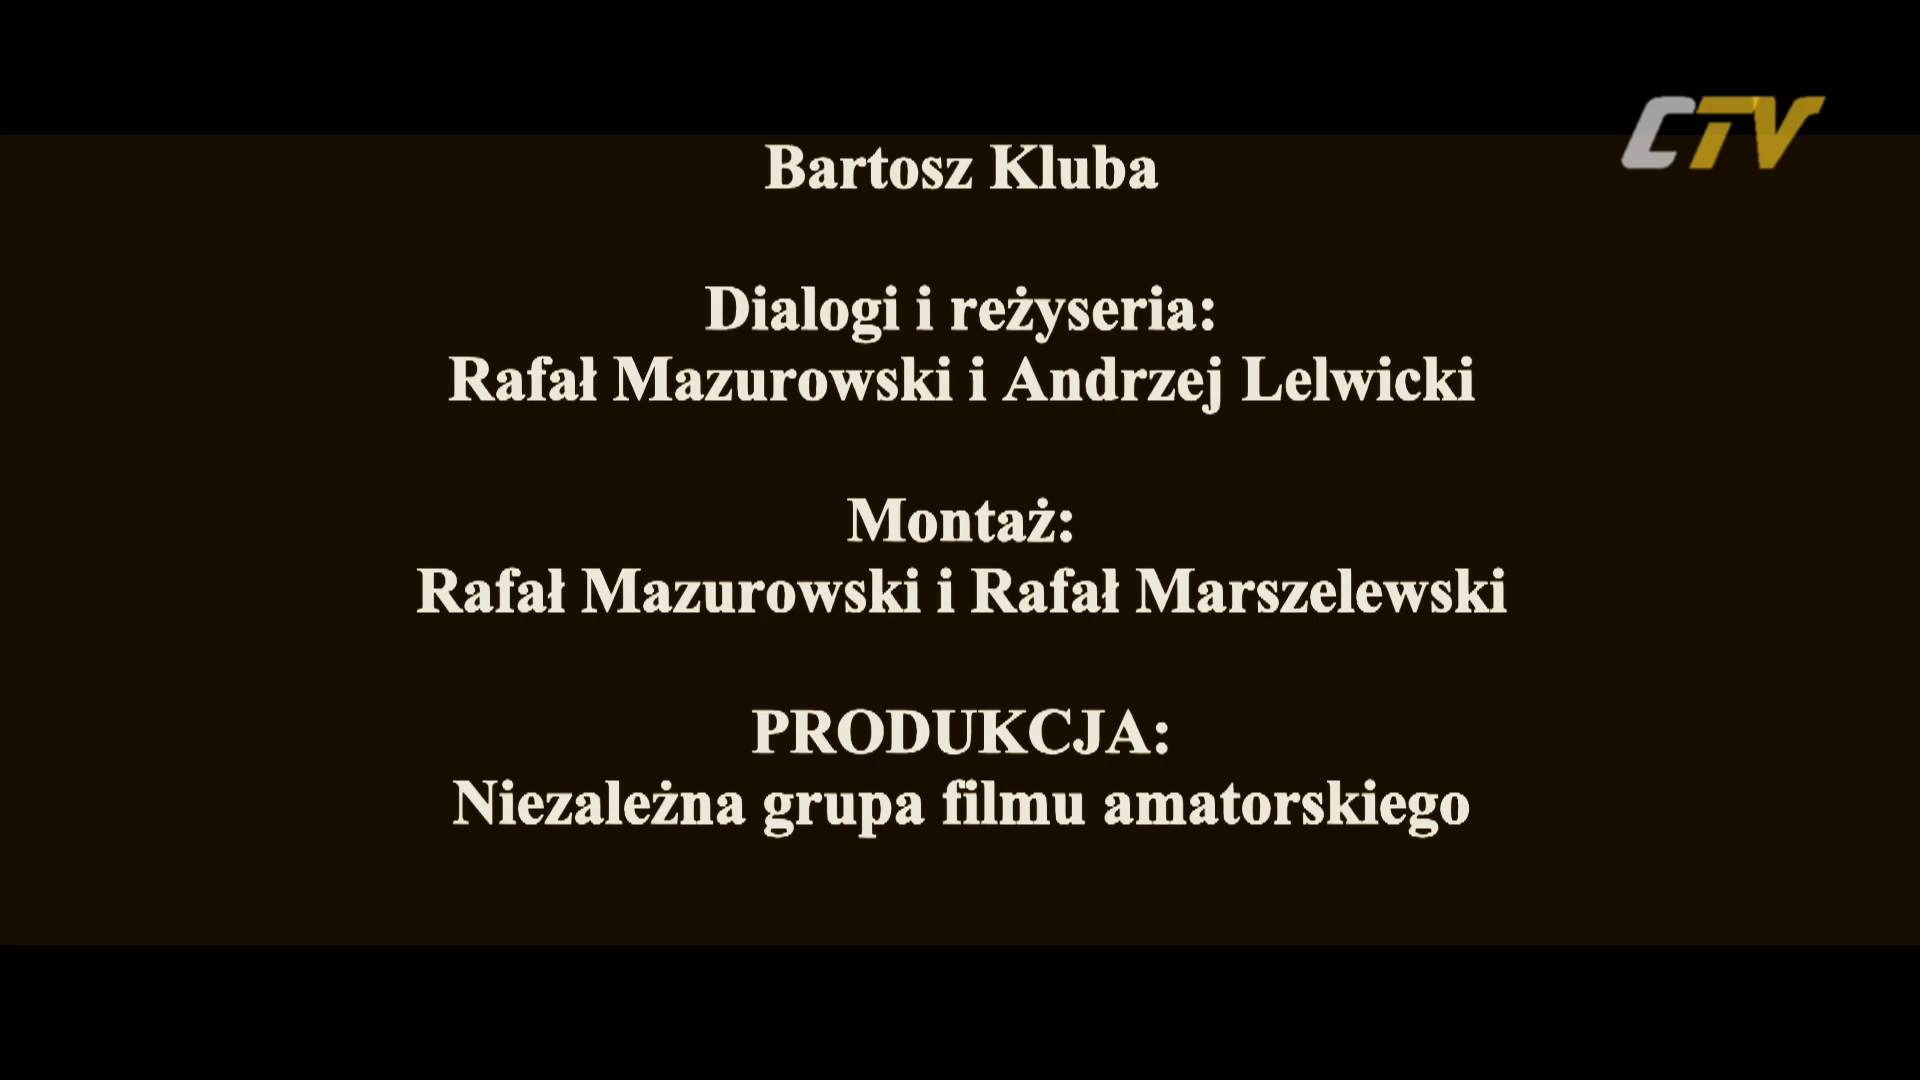 CTV
Bartosz Kluba
Dialogi i reżyseria:
Rafał Mazurowski i Andrzej Lelwicki
Montaż:
Rafał Mazurowski i Rafał Marszelewski
PRODUKCJA:
Niezależna grupa filmu amatorskiego